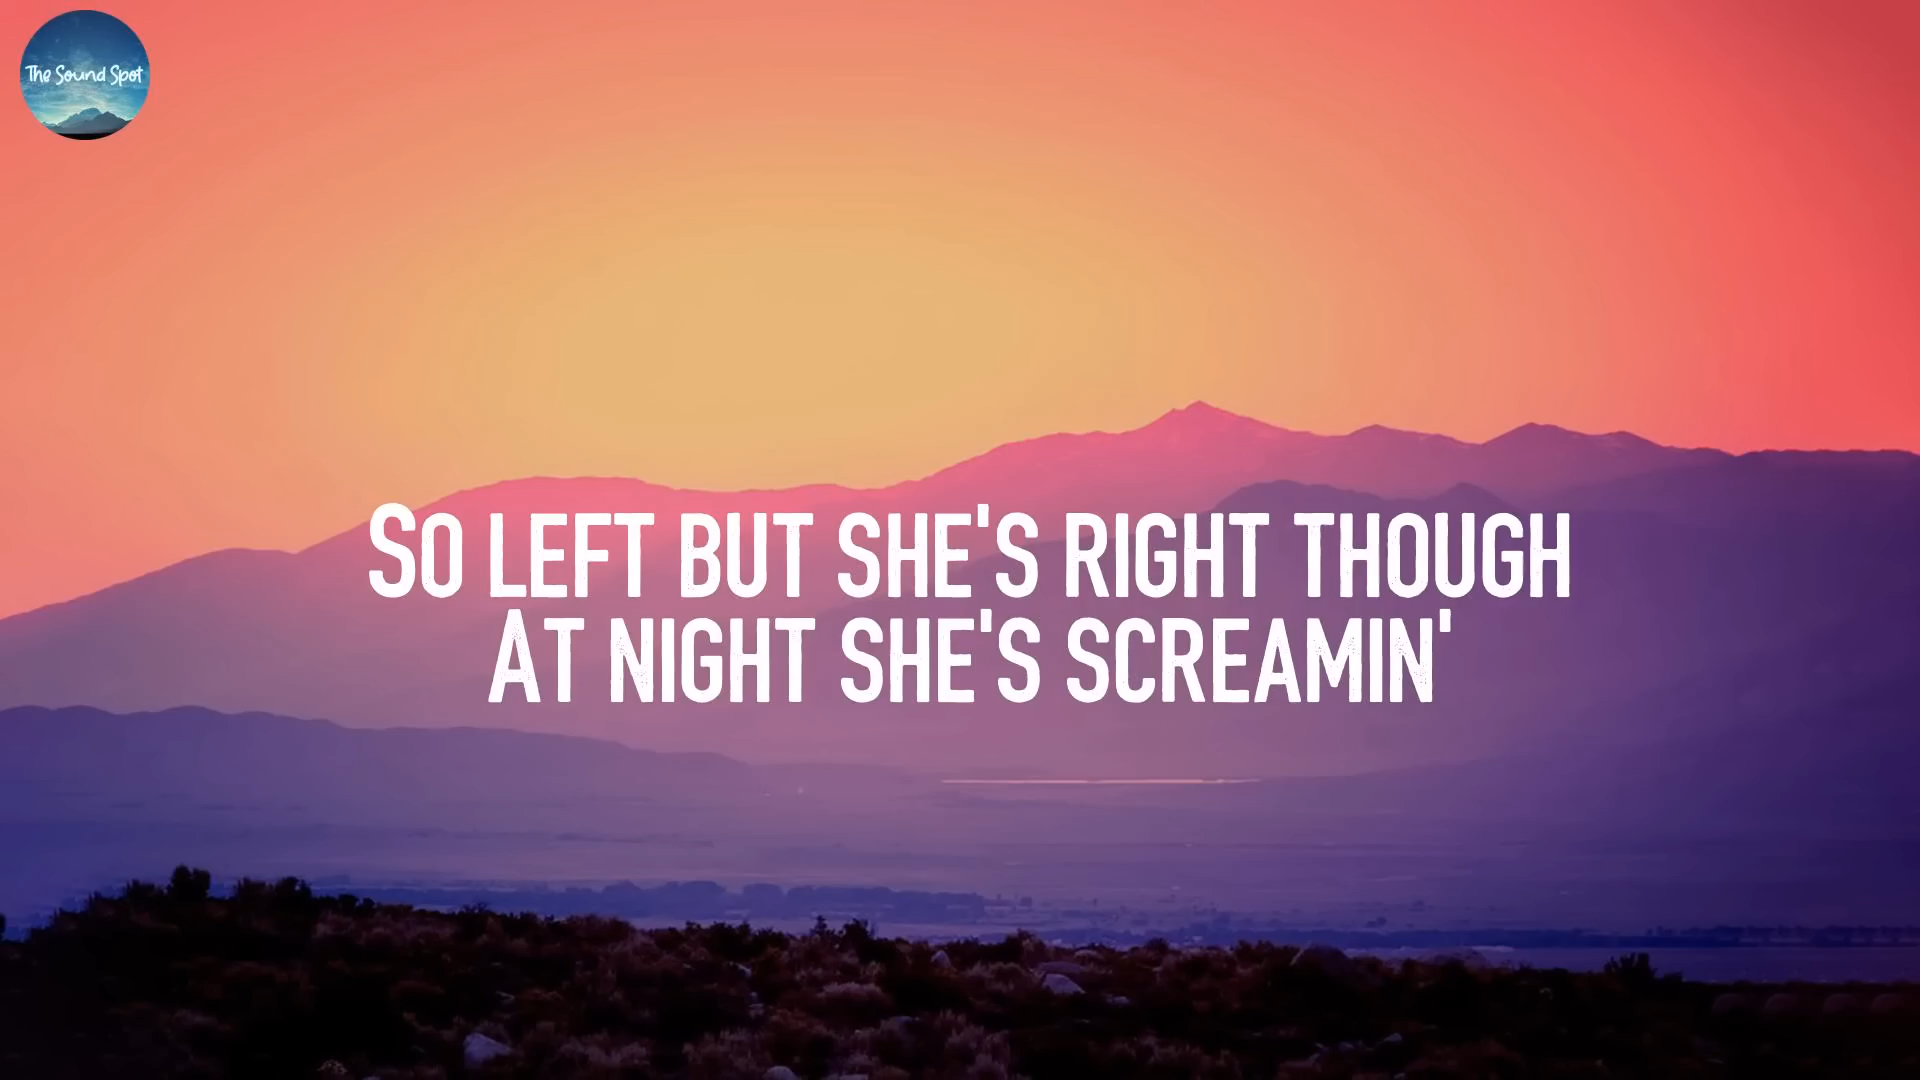 The Sound Spot
So left but she's right though
At night she's screamin'